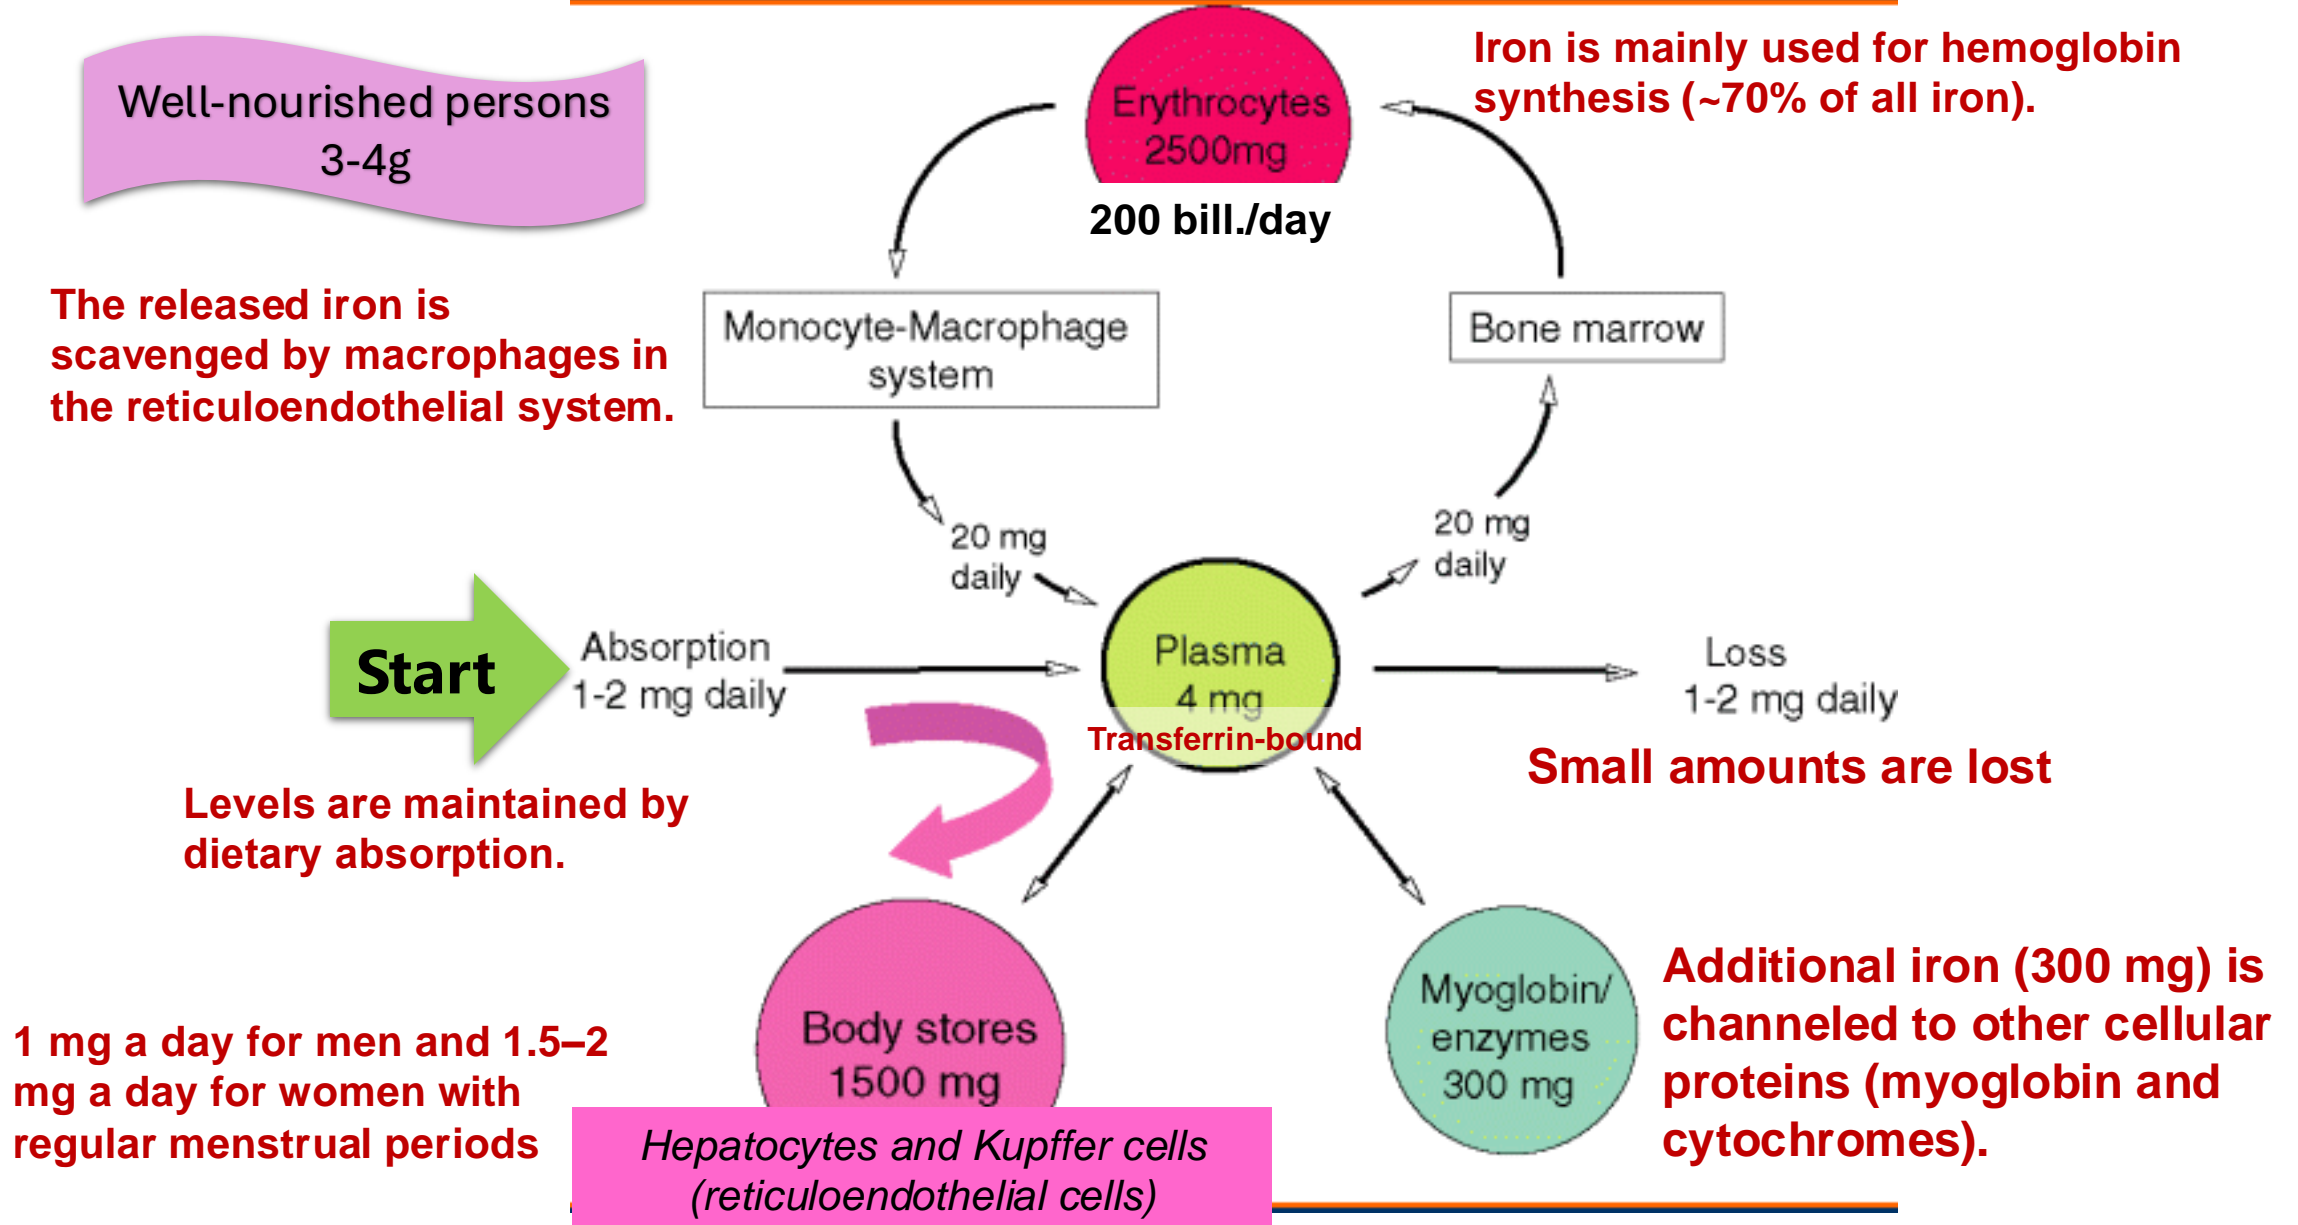 Well-nourished persons
3-4g
Erythrocytes
2500mg
200 bill./day
Iron is mainly used for hemoglobin
synthesis (~70% of all iron).
The released iron is
scavenged by macrophages in
the reticuloendothelial system.
Monocyte-Macrophage
system
Bone marrow
20 mg
daily
20 mg
daily
Start
Absorption
1-2 mg daily
Plasma
4 mg
Transferrin-bound
Loss
1-2 mg daily
Small amounts are lost
Levels are maintained by
dietary absorption.
1 mg a day for men and 1.5–2
mg a day for women with
regular menstrual periods
Body stores
1500 mg
Hepatocytes and Kupffer cells
(reticuloendothelial cells)
Myoglobin/
enzymes
300 mg
Additional iron (300 mg) is
channeled to other cellular
proteins (myoglobin and
cytochromes).